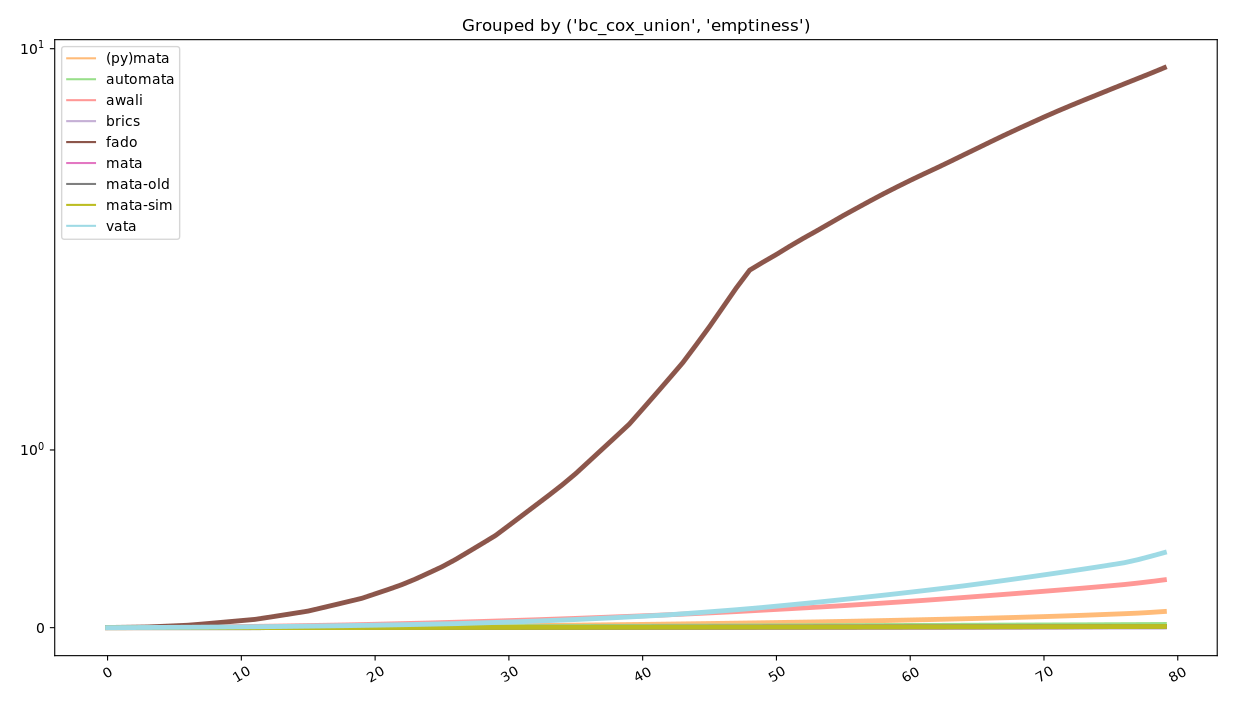 Grouped by ('bc_cox_union', 'emptiness')
10^1
10^0
0
(py)mata
automata
awali
brics
fado
mata
mata-old
mata-sim
vata
0 10 20 30 40 50 60 70 80